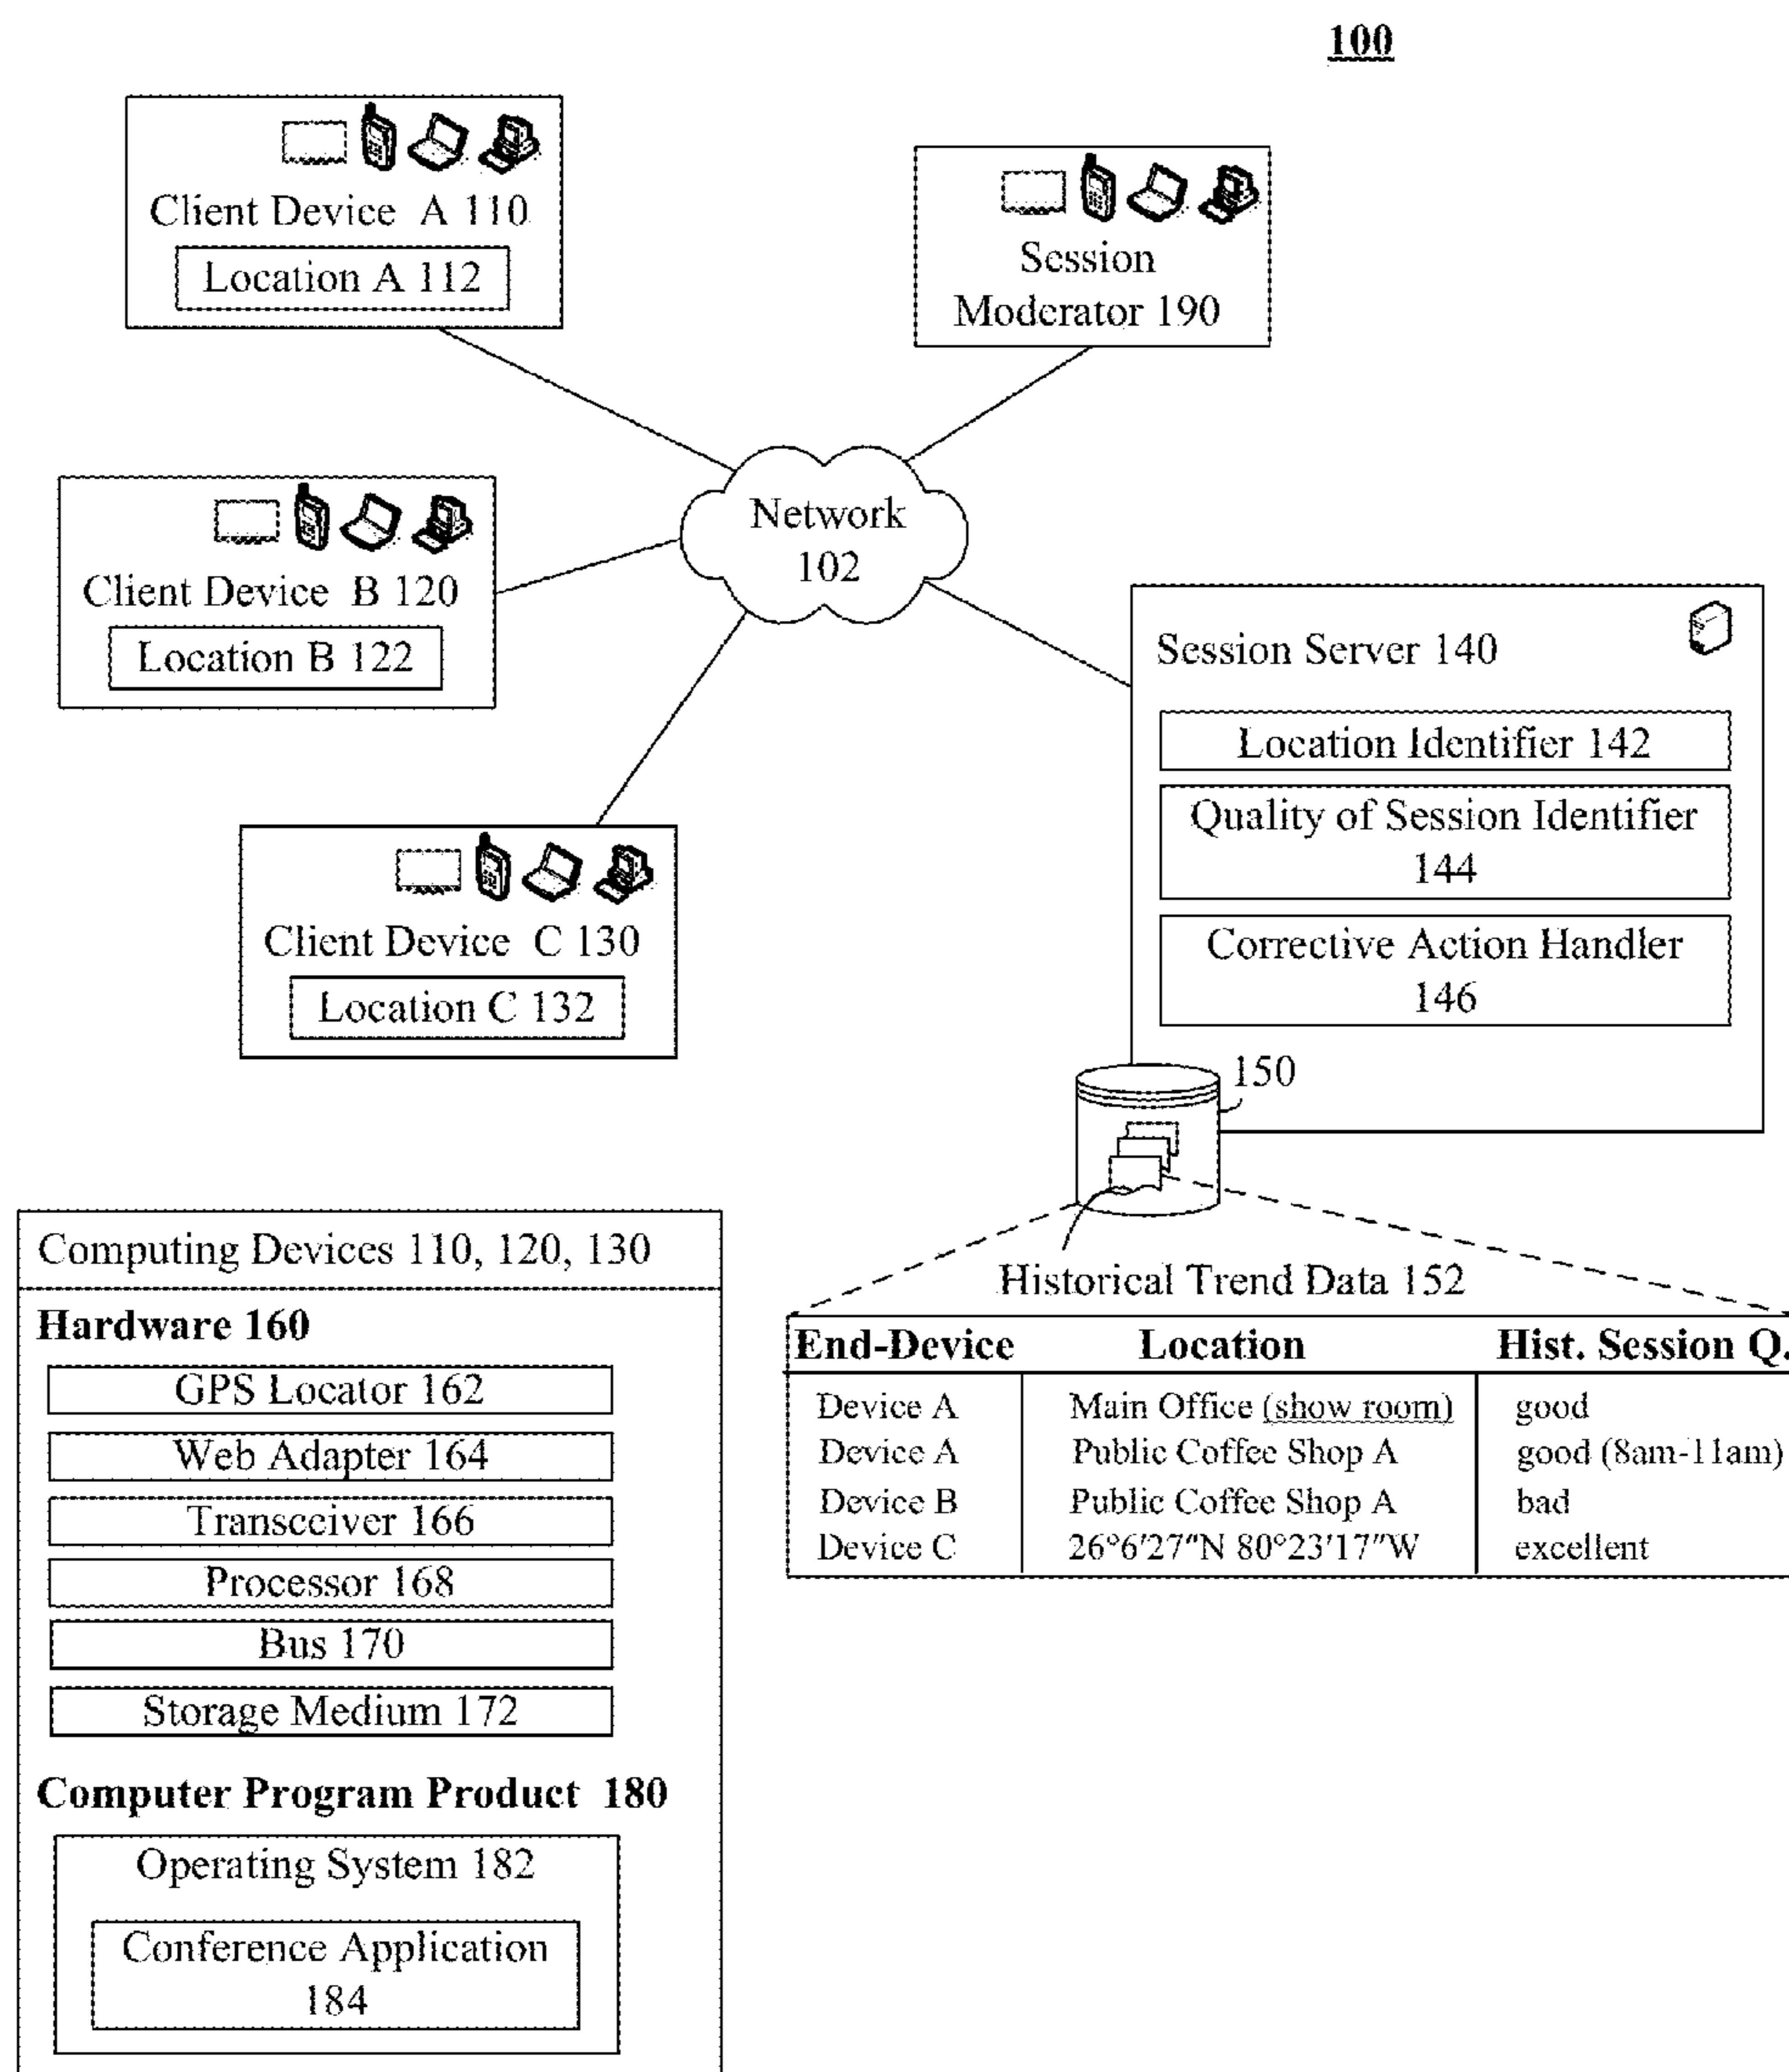 100
Client Device A 110
Location A 112
Session
Moderator 190
Network
102
Client Device B 120
Location B 122
Client Device C 130
Location C 132
Session Server 140
Location Identifier 142
Quality of Session Identifier
144
Corrective Action Handler
146
150
Historical Trend Data 152
End-Device Location Hist. Session Q.
Device A Main Office (show room) good
Device A Public Coffee Shop A good (8am-11am)
Device B Public Coffee Shop A bad
Device C 26°6'27"N 80°23'17"W excellent
Computing Devices 110, 120, 130
Hardware 160
GPS Locator 162
Web Adapter 164
Transceiver 166
Processor 168
Bus 170
Storage Medium 172
Computer Program Product 180
Operating System 182
Conference Application
184